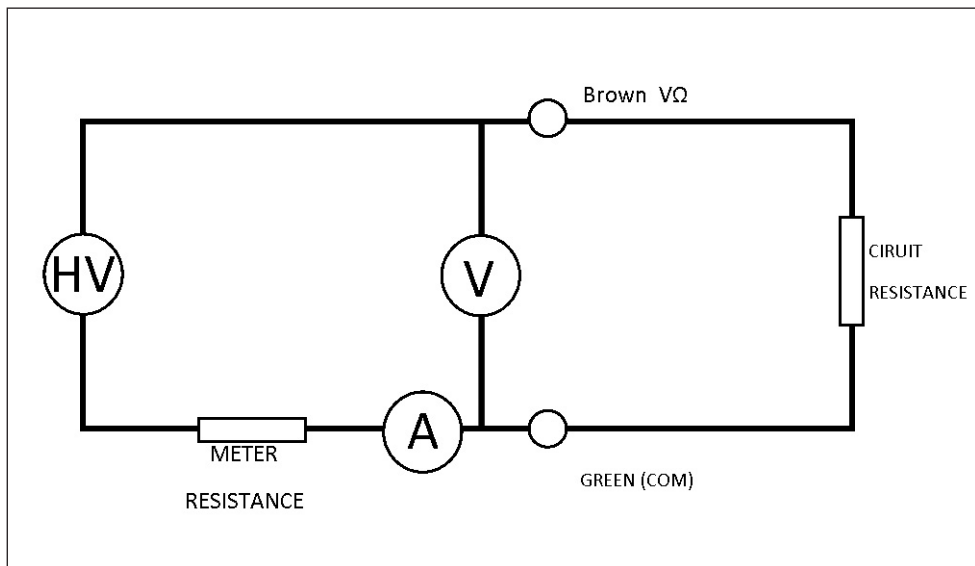 Brown VΩ
HV
V
CIRUIT
RESISTANCE
A
METER
RESISTANCE
GREEN (COM)